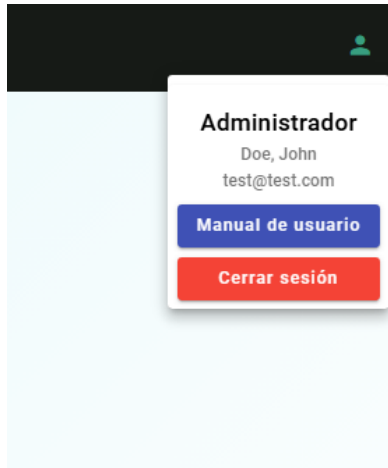 Administrador
Doe, John
test@test.com
Manual de usuario
Cerrar sesión